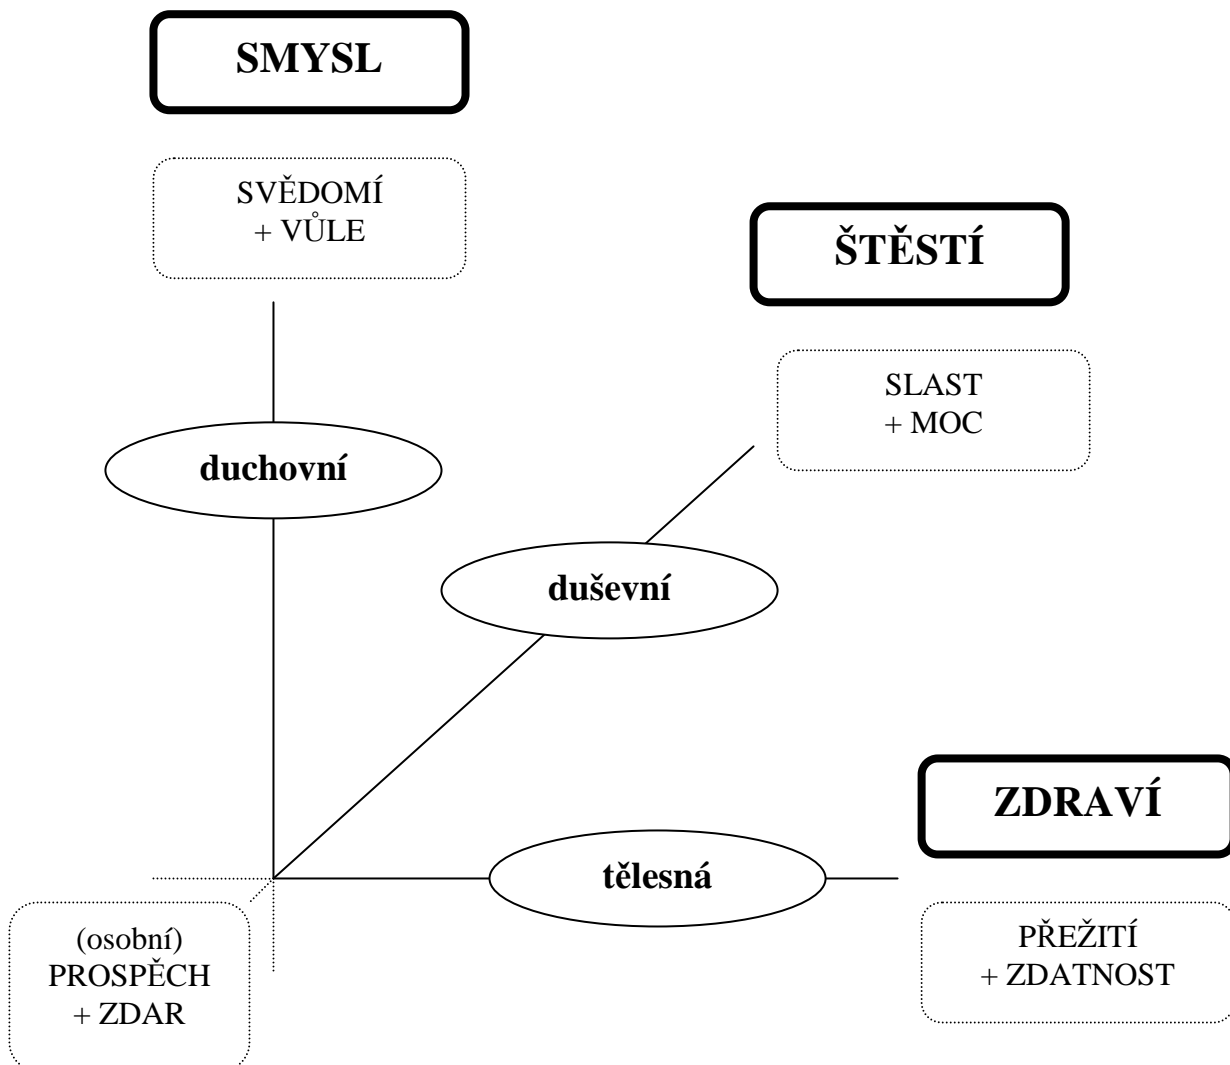 SMYSL
SVĚDOMÍ
+ VŮLE
ŠTĚSTÍ
SLAST
+ MOC
duchovní
duševní
ZDRAVÍ
tělesná
PŘEŽITÍ
+ ZDATNOST
(osobní)
PROSPĚCH
+ ZDAR